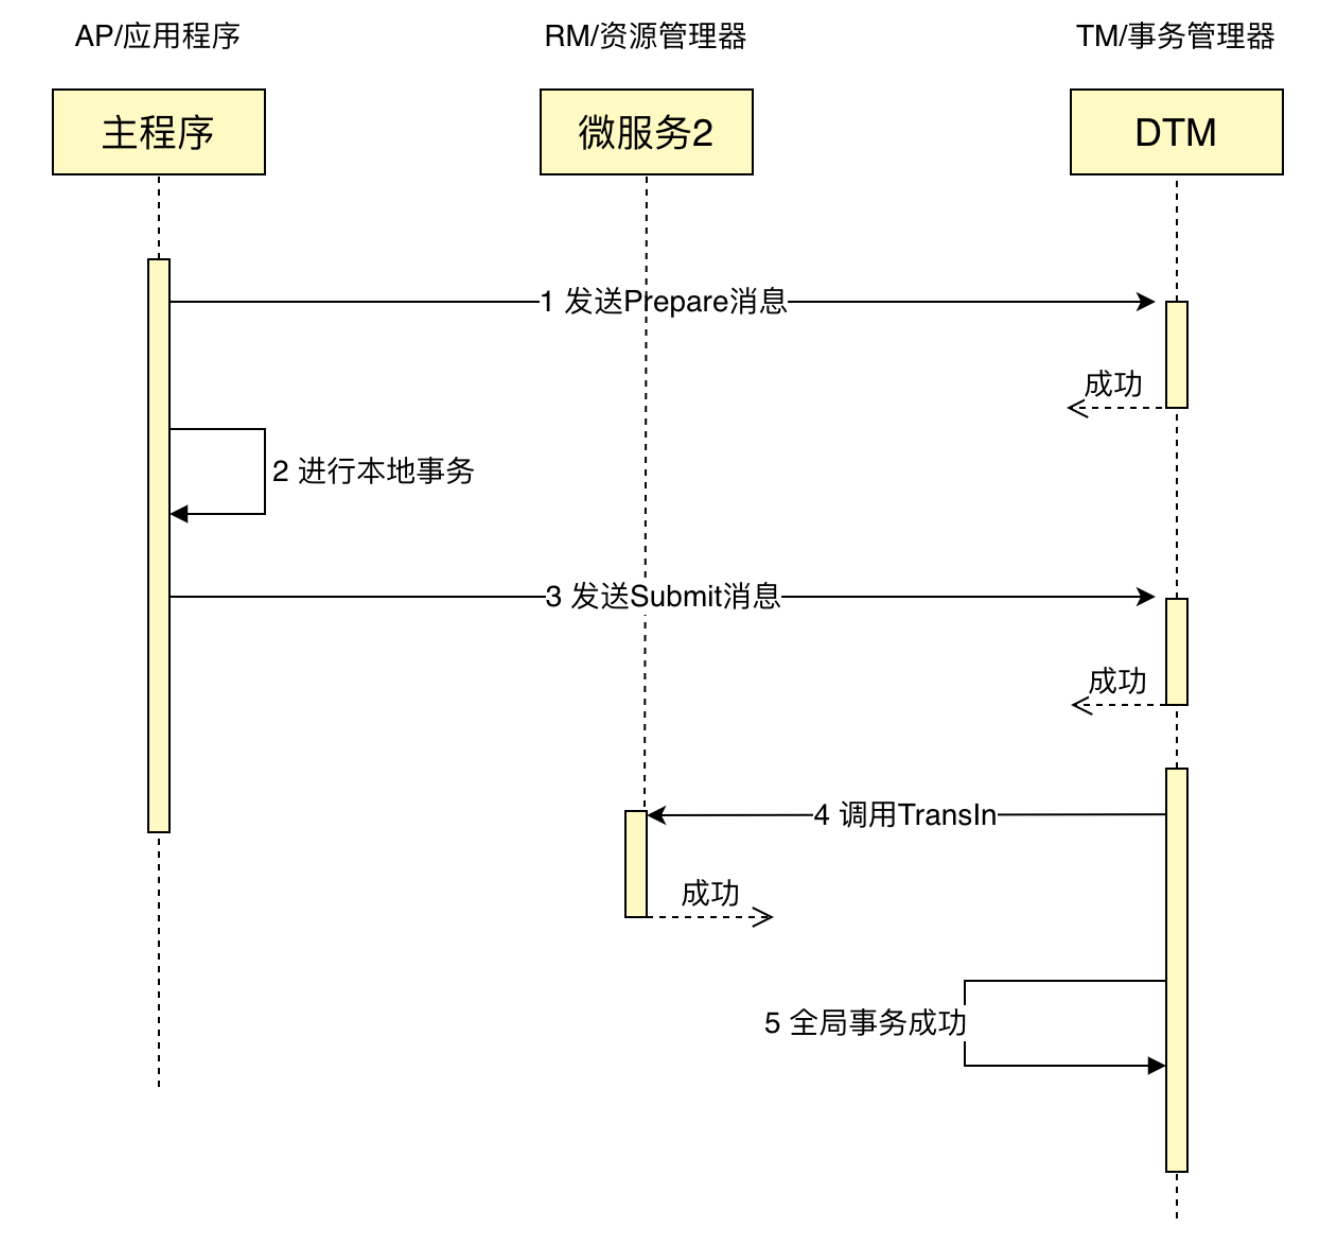 AP/应用程序
RM/资源管理器
TM/事务管理器
主程序
微服务2
DTM
1 发送Prepare消息
成功
2 进行本地事务
3 发送Submit消息
成功
4 调用TransIn
成功
5 全局事务成功